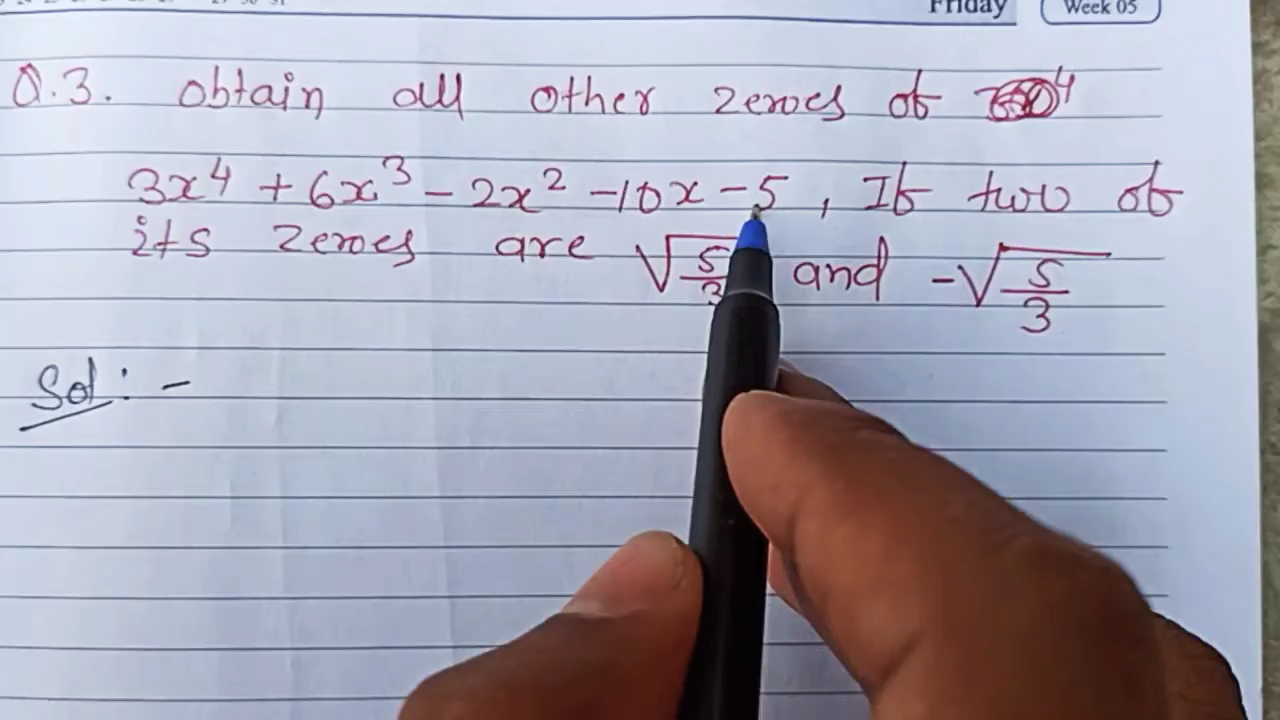 Friday Week 05
Q.3. obtain all other zeroes of
3x⁴ + 6x³ - 2x² - 10x - 5, If two of
its zeroes are √5/3 and -√5/3
Sol: -